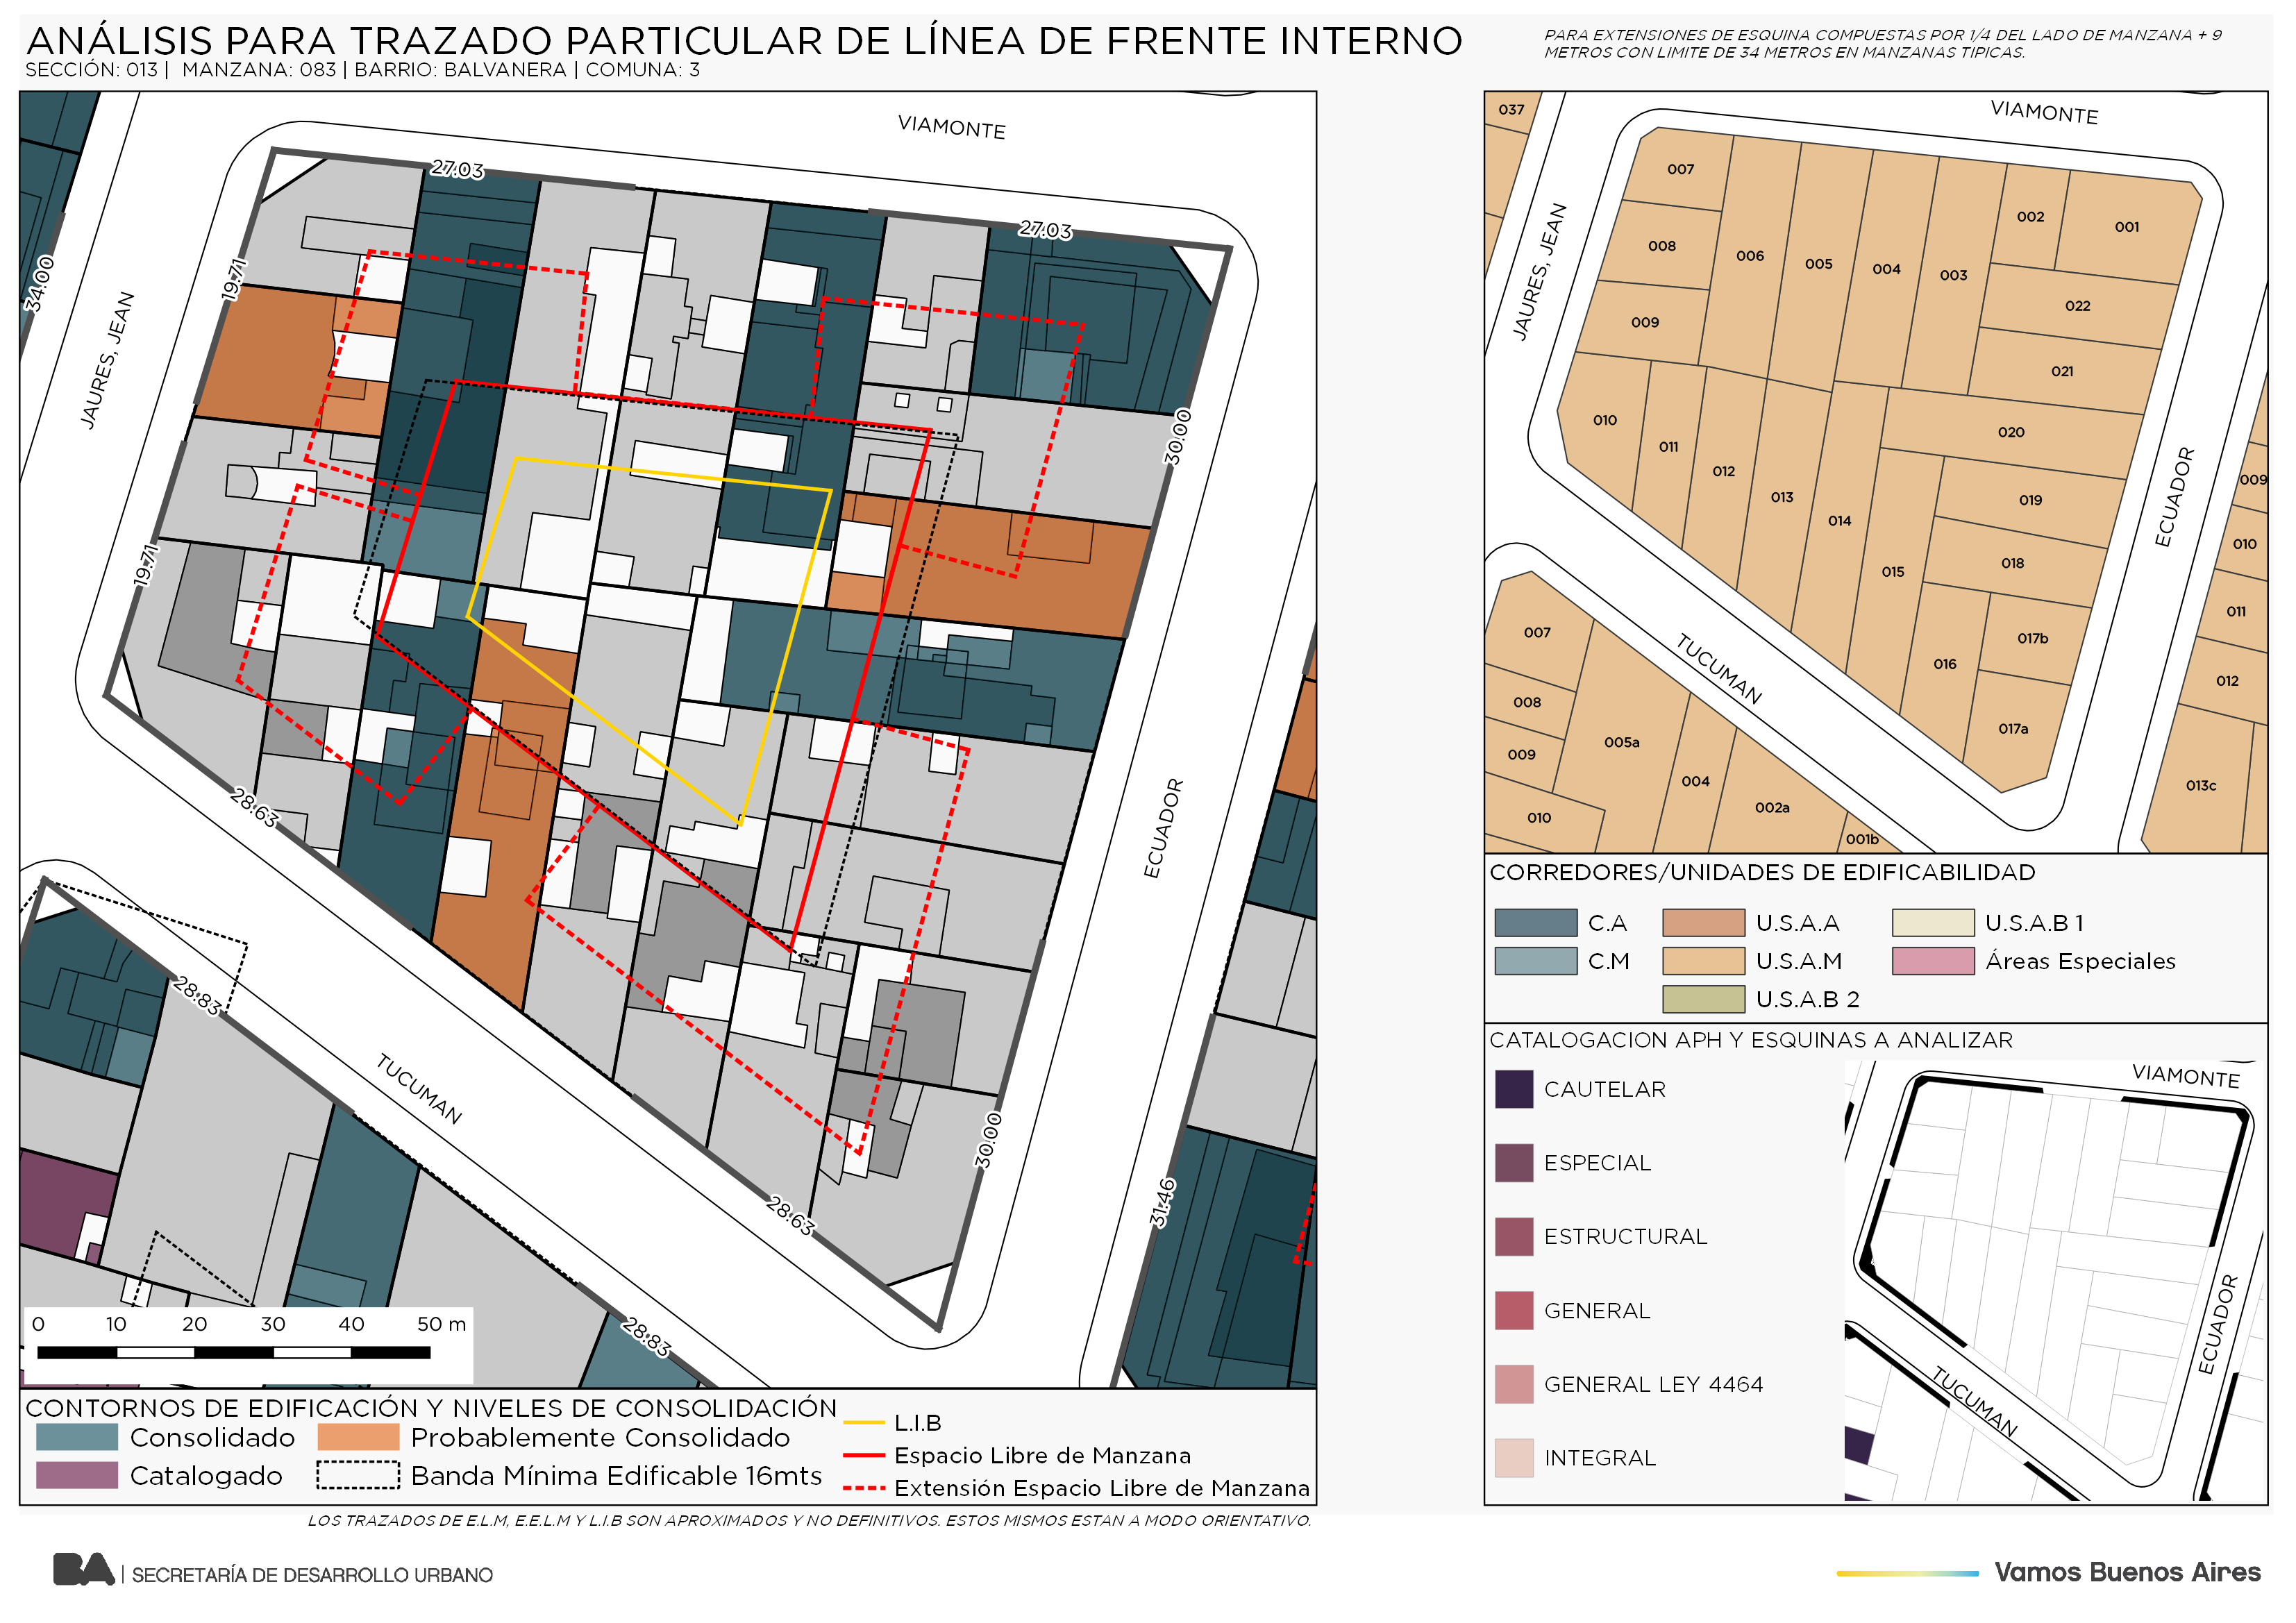 ANÁLISIS PARA TRAZADO PARTICULAR DE LÍNEA DE FRENTE INTERNO
SECCIÓN: 013 | MANZANA: 083 | BARRIO: BALVANERA | COMUNA: 3
PARA EXTENSIONES DE ESQUINA COMPUESTAS POR 1/4 DEL LADO DE MANZANA + 9
METROS CON LIMITE DE 34 METROS EN MANZANAS TIPICAS.
VIAMONTE
27.03
27.03
34.00
19.71
JAURES, JEAN
30.00
19.71
28.63
ECUADOR
28.83
TUCUMAN
30.00
28.63
31.46
28.83
0 10 20 30 40 50 m
CONTORNOS DE EDIFICACIÓN Y NIVELES DE CONSOLIDACIÓN
Consolidado
Probablemente Consolidado
Catalogado
Banda Mínima Edificable 16mts
L.I.B
Espacio Libre de Manzana
Extensión Espacio Libre de Manzana
LOS TRAZADOS DE E.L.M, E.E.L.M Y L.I.B SON APROXIMADOS Y NO DEFINITIVOS. ESTOS MISMOS ESTAN A MODO ORIENTATIVO.
037
VIAMONTE
007
002
001
008
006
005
004
003
JAURES, JEAN
022
009
021
010
011
020
012
013
019
009
014
ECUADOR
010
015
018
011
007
017b
TUCUMAN
016
012
008
005a
017a
009
004
013c
002a
010
001b
CORREDORES/UNIDADES DE EDIFICABILIDAD
C.A
U.S.A.A
U.S.A.B 1
C.M
U.S.A.M
Áreas Especiales
U.S.A.B 2
CATALOGACION APH Y ESQUINAS A ANALIZAR
CAUTELAR
ESPECIAL
ESTRUCTURAL
GENERAL
GENERAL LEY 4464
INTEGRAL
VIAMONTE
ECUADOR
TUCUMAN
BA | SECRETARÍA DE DESARROLLO URBANO
Vamos Buenos Aires